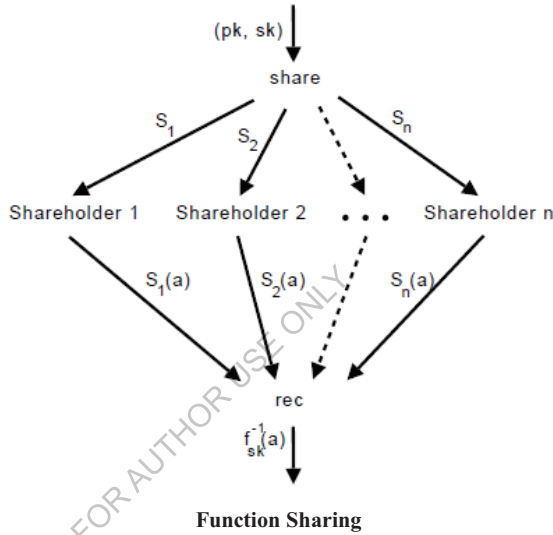 (pk, sk)
share
S1
S2
Sn
Shareholder 1 Shareholder 2 • • • Shareholder n
S1(a)
S2(a)
Sn(a)
rec
f-1sk(a)
FOR AUTHOR USE ONLY
Function Sharing